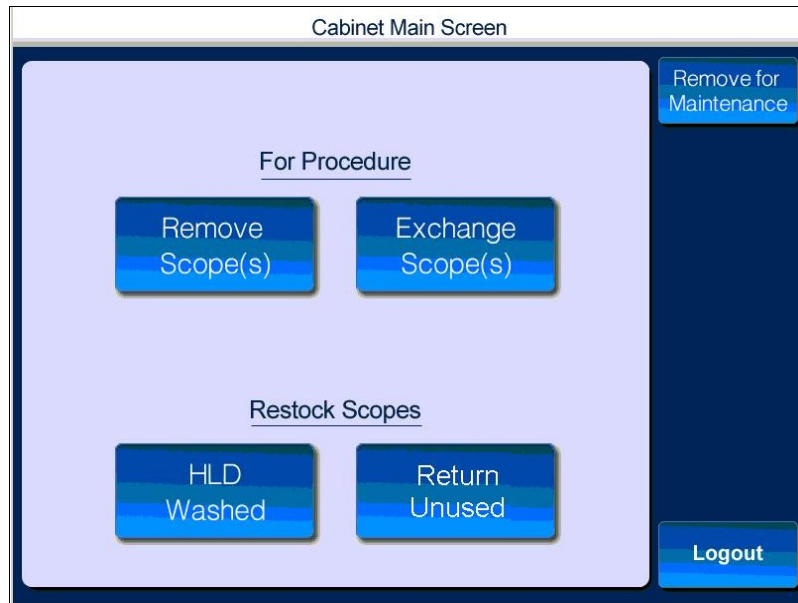 Cabinet Main Screen
Remove for
Maintenance
For Procedure
Remove
Scope(s)
Exchange
Scope(s)
Restock Scopes
HLD
Washed
Return
Unused
Logout